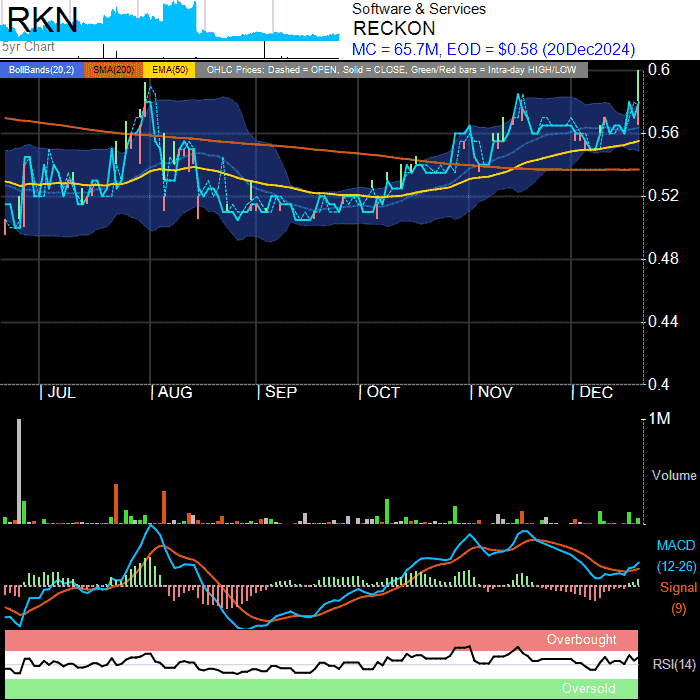 RKN
5yr Chart
Software & Services
RECKON
MC = 65.7M, EOD = $0.58 (20Dec2024)
BollBands(20,2) SMA(200) EMA(50) OHLC Prices: Dashed = OPEN, Solid = CLOSE, Green/Red bars = Intra-day HIGH/LOW
0.6
0.56
0.52
0.48
0.44
0.4
JUL AUG SEP OCT NOV DEC
1M
Volume
MACD
(12-26)
Signal
(9)
Overbought
RSI(14)
Oversold